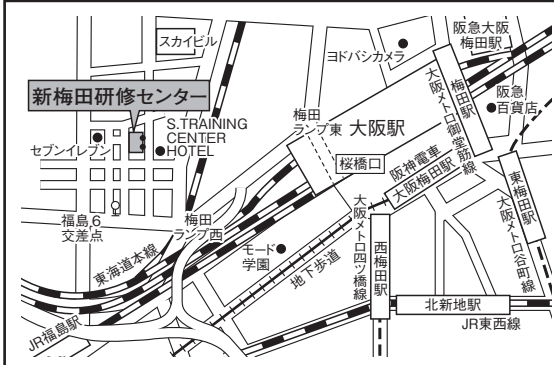 スカイビル
ヨドバシカメラ
阪急大阪
梅田駅
新梅田研修センター
S.TRAINING
CENTER
HOTEL
セブンイレブン
梅田
ランプ東
大阪駅
桜橋口
梅田駅
大阪メトロ御堂筋線
阪急
百貨店
阪神電車
大阪梅田駅
東梅田駅
大阪メトロ谷町線
福島6
交差点
梅田
ランプ西
東海道本線
モード
学園
地下歩道
大阪メトロ四ツ橋線
西梅田駅
北新地駅
JR東西線
JR福島駅